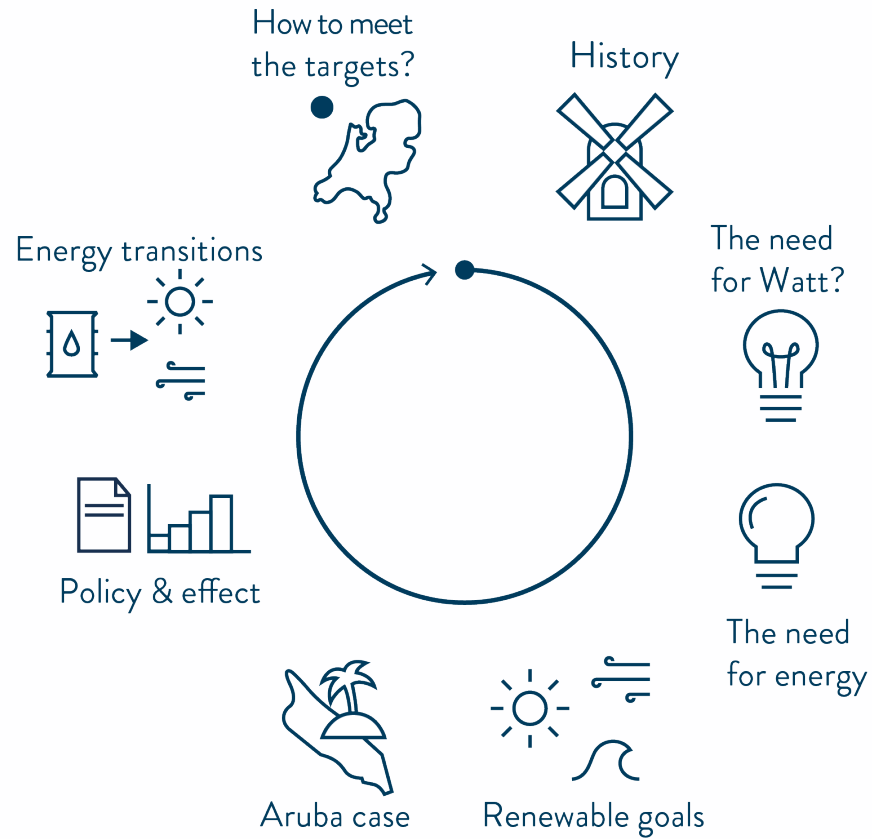 How to meet
the targets?
History
The need
for Watt?
The need
for energy
Renewable goals
Aruba case
Policy & effect
Energy transitions